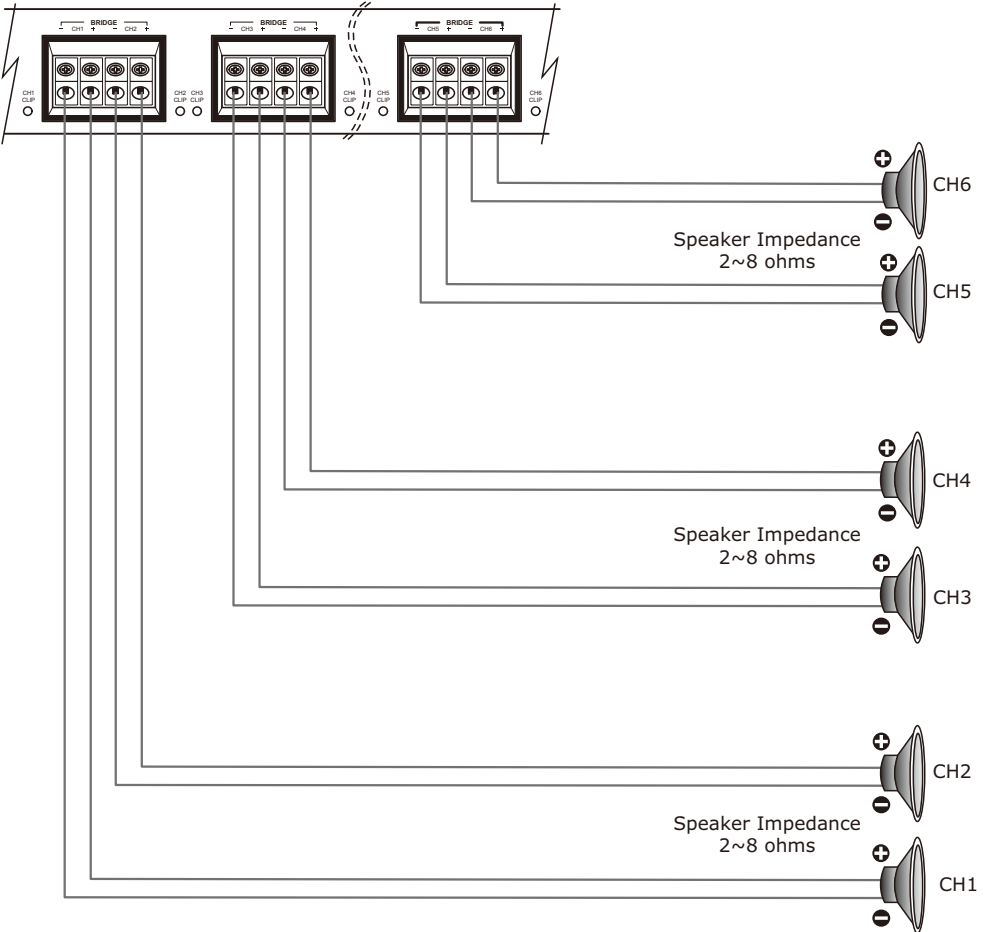 BRIDGE
- CH1 + - CH2 +
BRIDGE
- CH3 + - CH4 +
BRIDGE
- CH5 + - CH6 +
CH1
CLIP
CH2
CLIP
CH3
CLIP
CH4
CLIP
CH5
CLIP
CH6
CLIP
+
CH6
-
Speaker Impedance
2~8 ohms
+
CH5
-
+
CH4
-
Speaker Impedance
2~8 ohms
+
CH3
-
+
CH2
-
Speaker Impedance
2~8 ohms
+
CH1
-